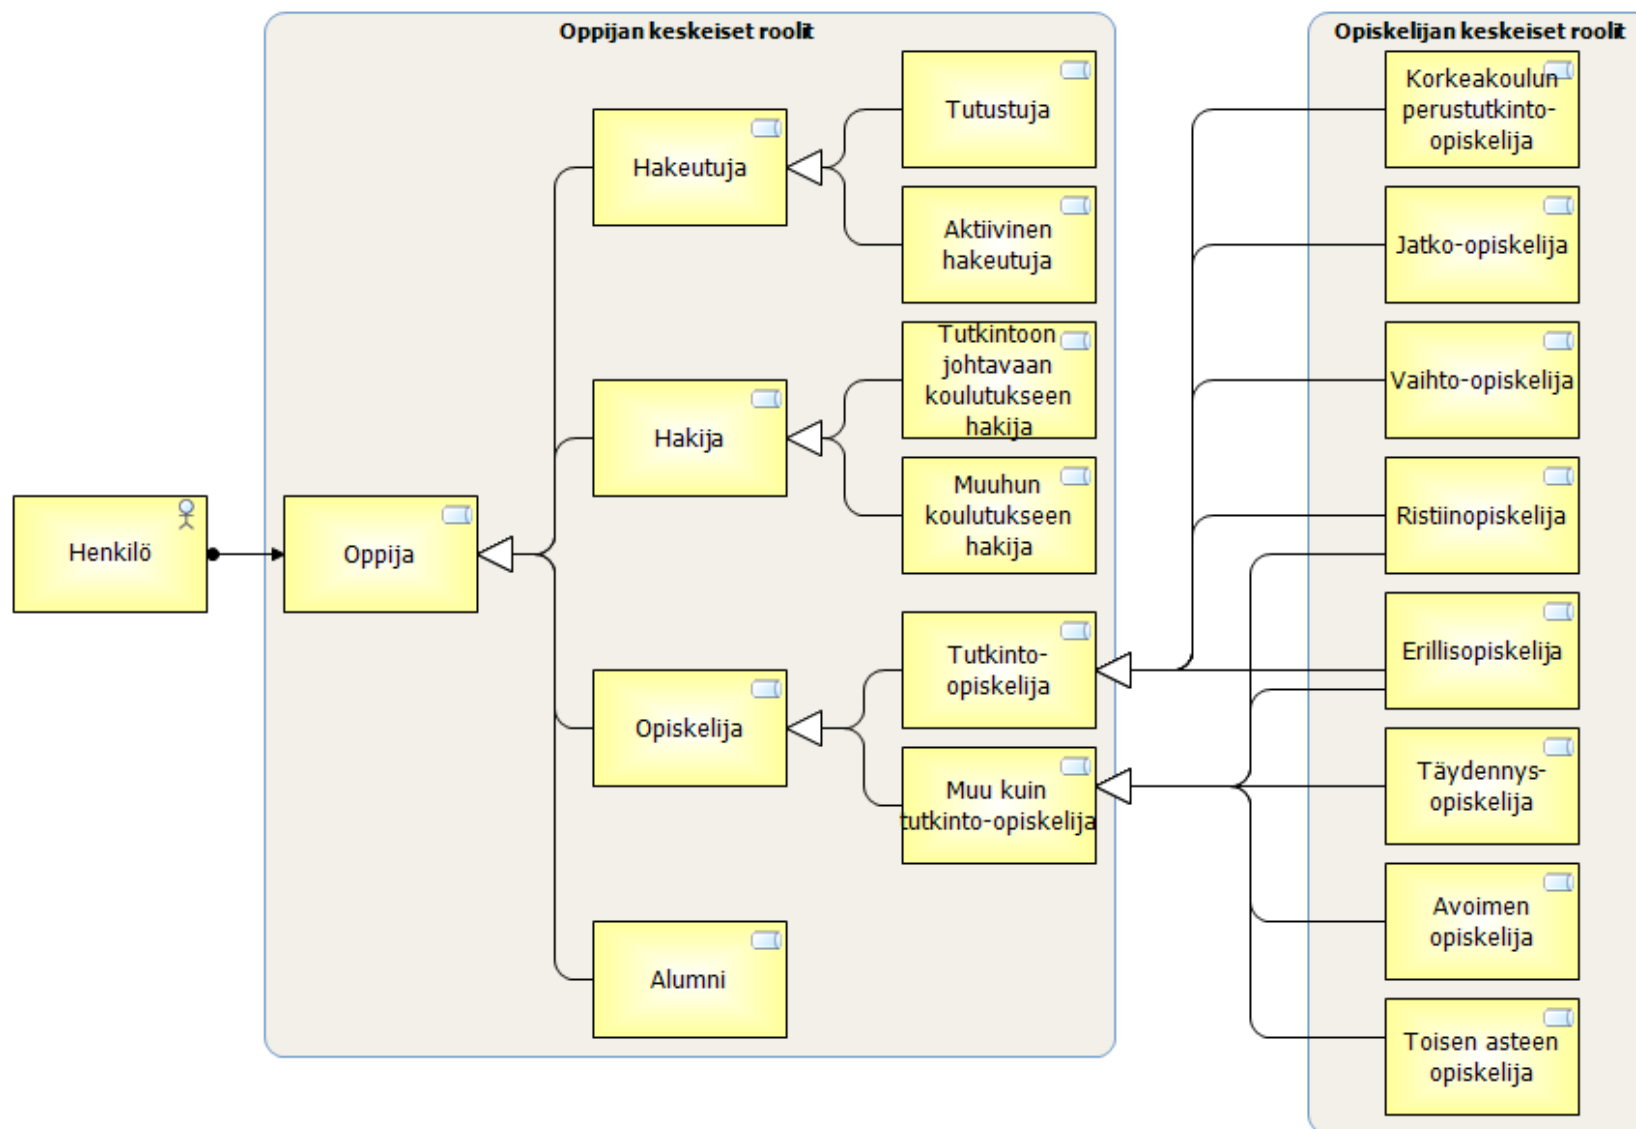 Oppijan keskeiset roolit
Henkilö
Oppija
Hakeutuja
Hakija
Opiskelija
Alumni
Tutustuja
Aktiivinen
hakeutuja
Tutkintoon
johtavaan
koulutukseen
hakija
Muuhun
koulutukseen
hakija
Tutkinto-
opiskelija
Muu kuin
tutkinto-opiskelija
Opiskelijan keskeiset roolit
Korkeakoulun
perustutkinto-
opiskelija
Jatko-opiskelija
Vaihto-opiskelija
Ristiinopiskelija
Erillisopiskelija
Täydennys-
opiskelija
Avoimen
opiskelija
Toisen asteen
opiskelija